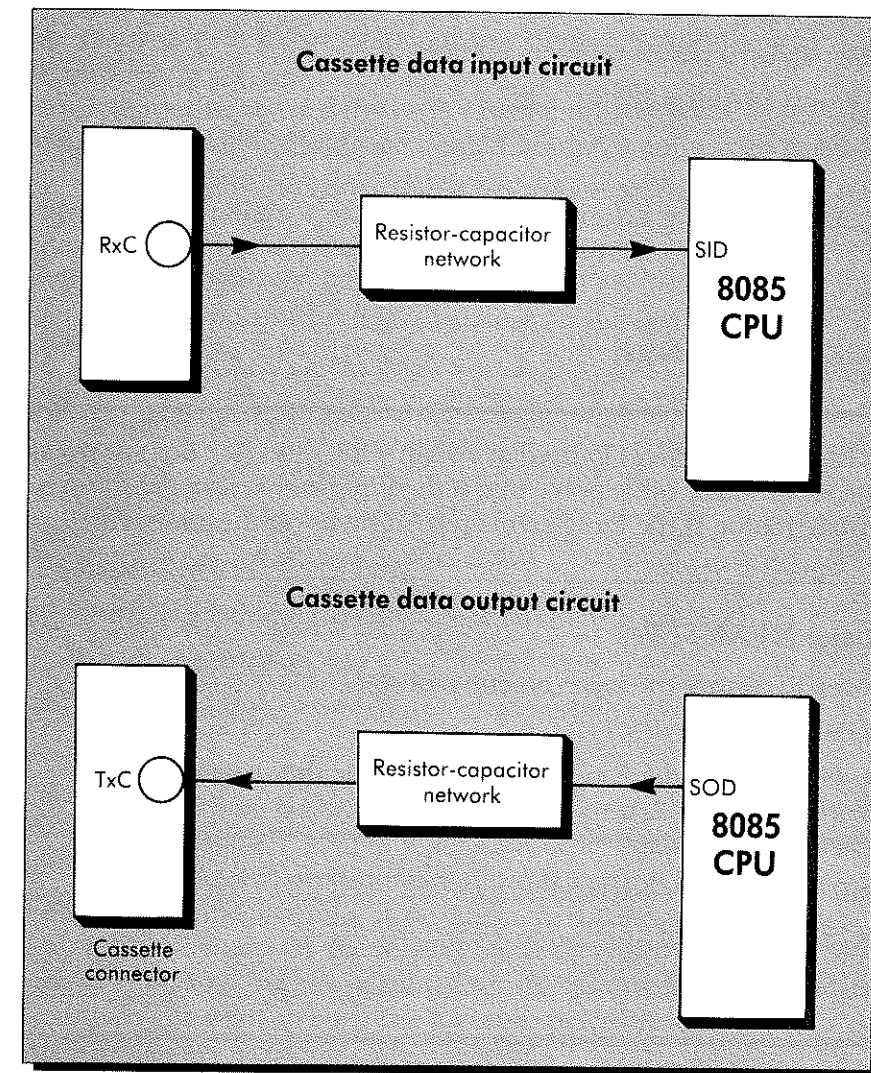 Cassette data input circuit
RxC
Resistor-capacitor
network
SID
8085
CPU
Cassette data output circuit
TxC
Resistor-capacitor
network
SOD
8085
CPU
Cassette
connector